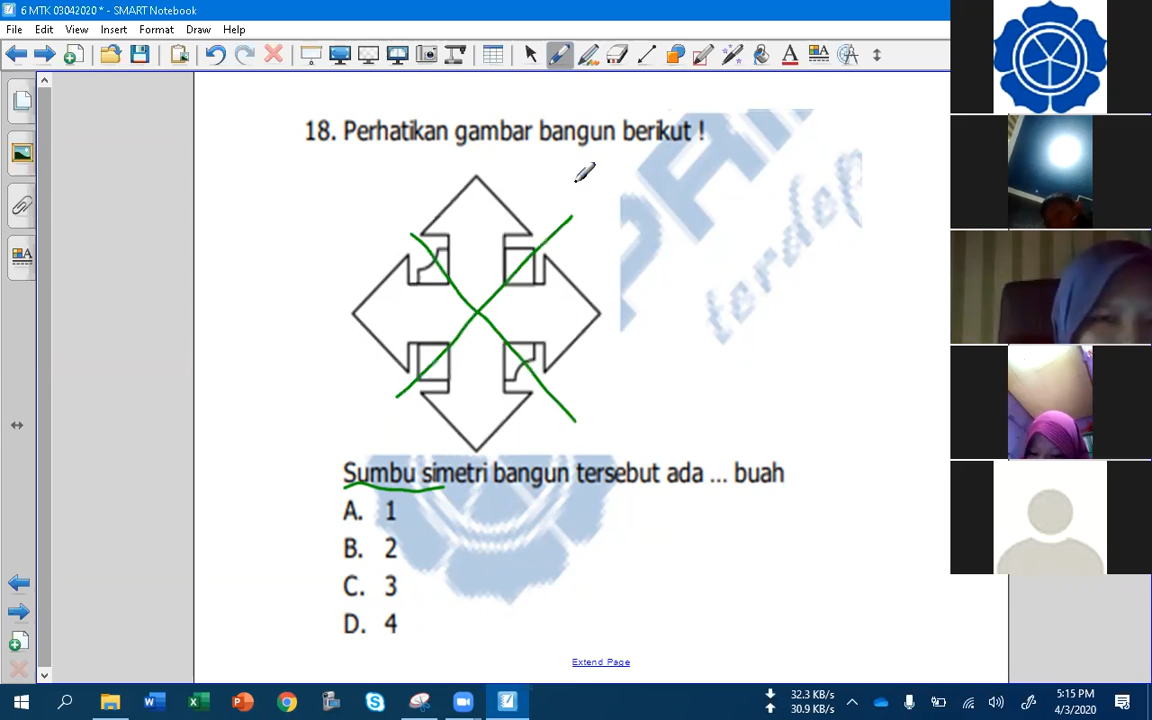 6 MTK 03042020 * - SMART Notebook
File Edit View Insert Format Draw Help
18. Perhatikan gambar bangun berikut !
terdep
Sumbu simetri bangun tersebut ada ... buah
A. 1
B. 2
C. 3
D. 4
Extend Page
32.3 KB/s
30.9 KB/s
5:15 PM
4/3/2020